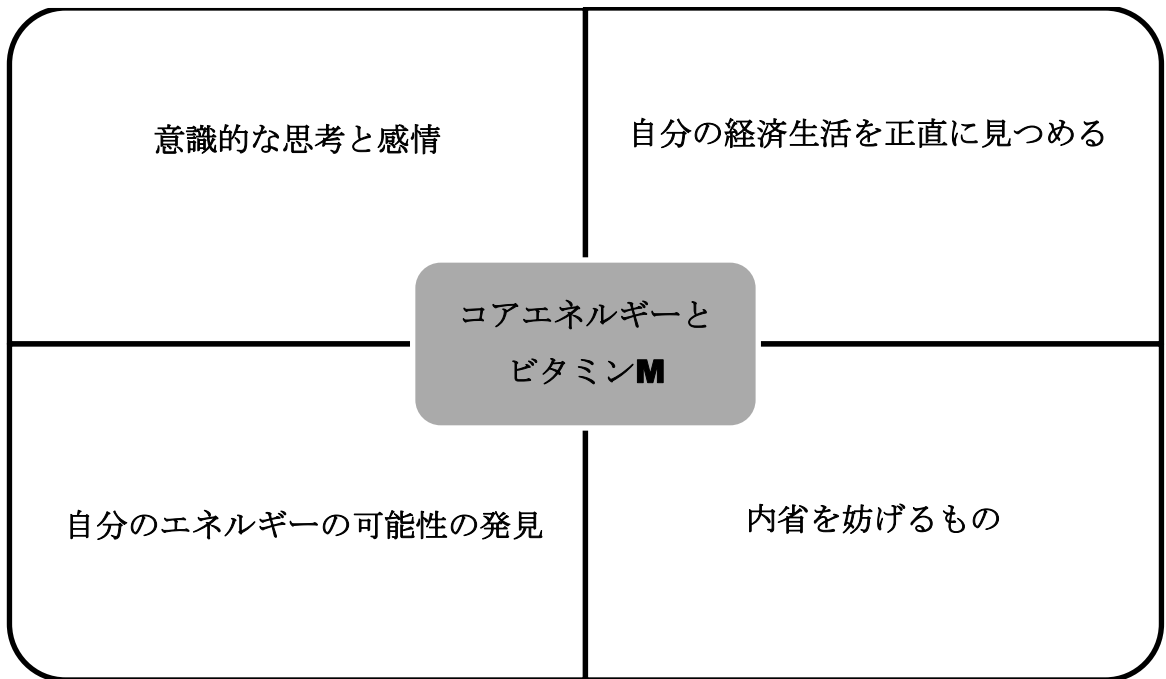 意識的な思考と感情
自分の経済生活を正直に見つめる
コアエネルギーと
ビタミンM
自分のエネルギーの可能性の発見
内省を妨げるもの